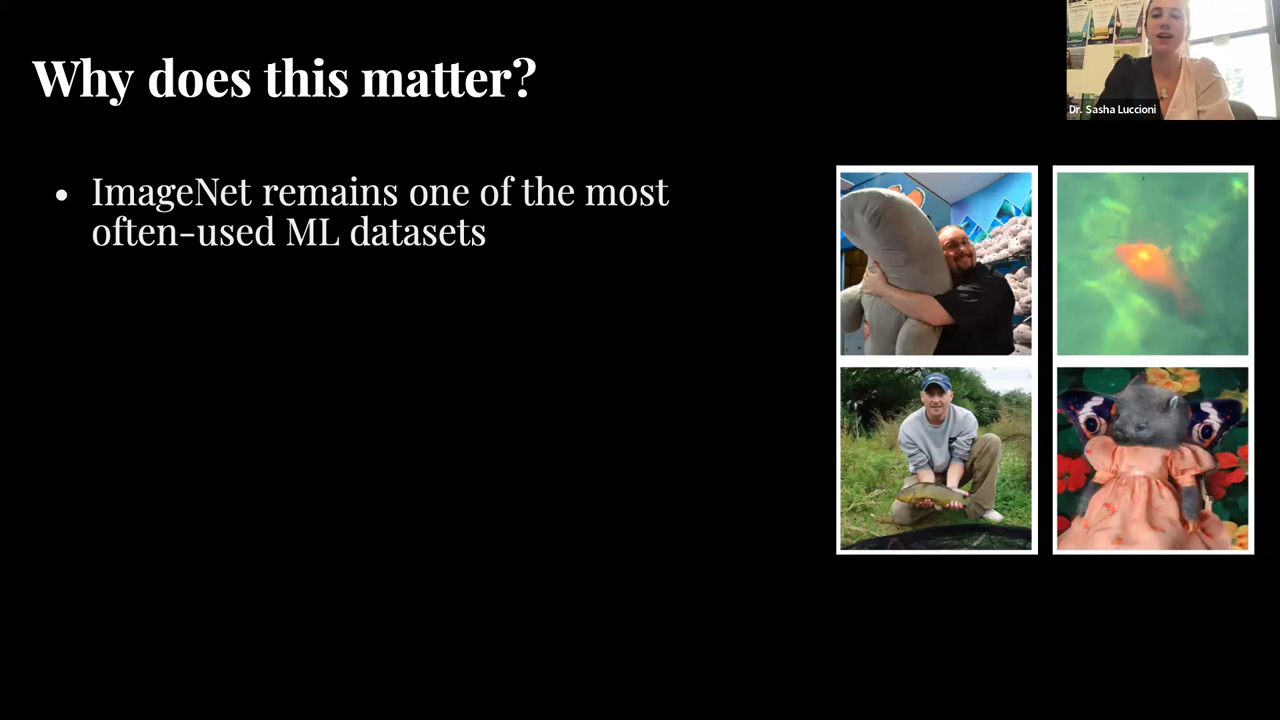 Why does this matter?
Dr. Sasha Luccioni
• ImageNet remains one of the most
often-used ML datasets